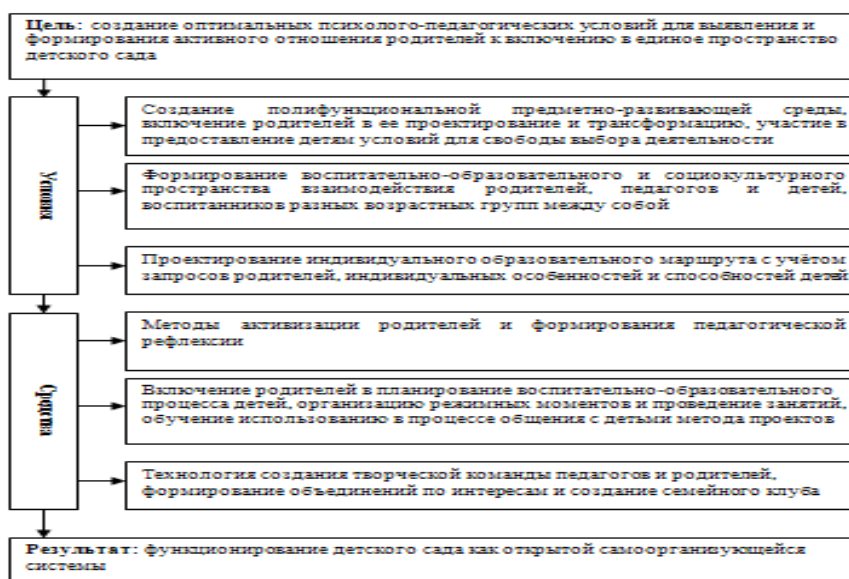 Цель: создание оптимальных психолого-педагогических условий для выявления и
формирования активного отношения родителей к включению в единое пространство
детского сада
Условия
Создание полифункциональной предметно-развивающей среды,
включение родителей в ее проектирование и трансформацию, участие в
предоставление детям условий для свободы выбора деятельности
Формирование воспитательно-образовательного и социокультурного
пространства взаимодействия родителей, педагогов и детей,
воспитанников разных возрастных групп между собой
Проектирование индивидуального образовательного маршрута с учётом
запросов родителей, индивидуальных особенностей и способностей детей
Средства
Методы активизации родителей и формирования педагогической
рефлексии
Включение родителей в планирование воспитательно-образовательного
процесса детей, организацию режимных моментов и проведение занятий,
обучение использованию в процессе общения с детьми метода проектов
Технология создания творческой команды педагогов и родителей,
формирование объединений по интересам и создание семейного клуба
Результат: функционирование детского сада как открытой самоорганизующейся
системы